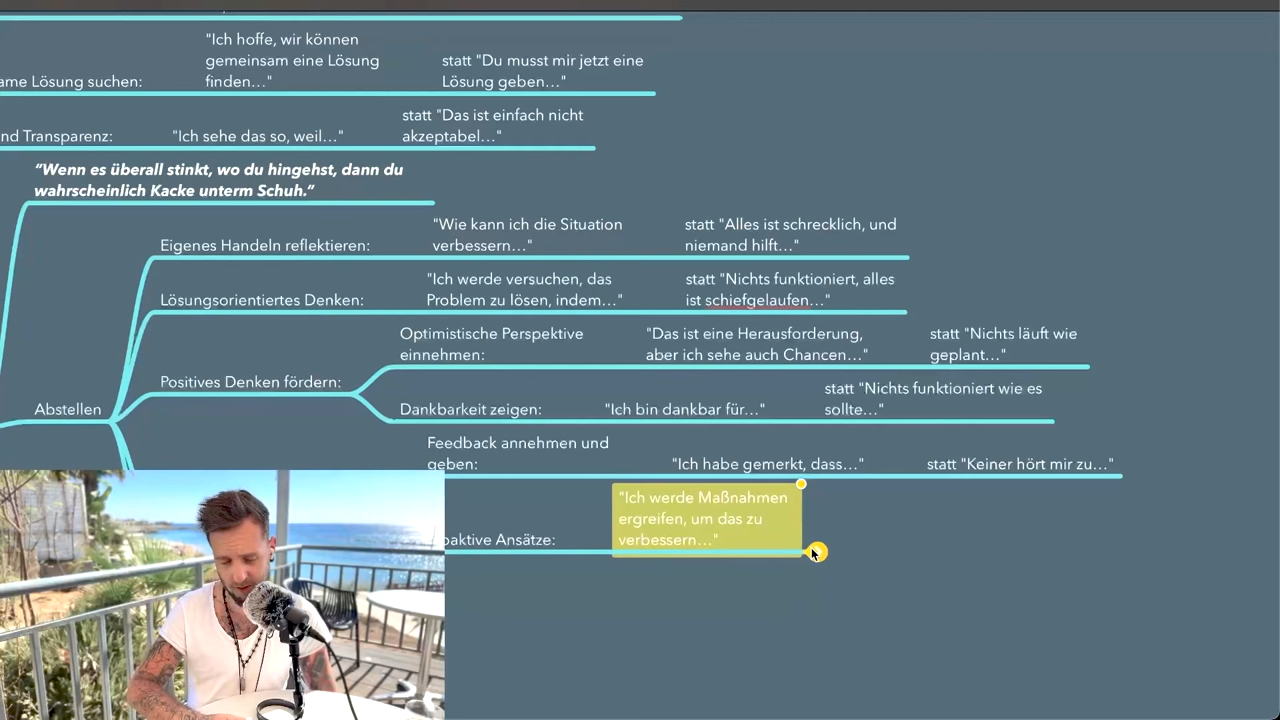 "Ich hoffe, wir können
gemeinsam eine Lösung
finden…"
statt "Du musst mir jetzt eine
Lösung geben…"
ame Lösung suchen:
statt "Das ist einfach nicht
akzeptabel…"
nd Transparenz:
"Ich sehe das so, weil…"
"Wenn es überall stinkt, wo du hingehst, dann du
wahrscheinlich Kacke unterm Schuh."
Eigenes Handeln reflektieren:
"Wie kann ich die Situation
verbessern…"
statt "Alles ist schrecklich, und
niemand hilft…"
Lösungsorientiertes Denken:
"Ich werde versuchen, das
Problem zu lösen, indem…"
statt "Nichts funktioniert, alles
ist schiefgelaufen…"
Positives Denken fördern:
Optimistische Perspektive
einnehmen:
"Das ist eine Herausforderung,
aber ich sehe auch Chancen…"
statt "Nichts läuft wie
geplant…"
Abstellen
Dankbarkeit zeigen:
"Ich bin dankbar für…"
statt "Nichts funktioniert wie es
sollte…"
Feedback annehmen und
geben:
"Ich habe gemerkt, dass…"
statt "Keiner hört mir zu…"
oaktive Ansätze:
"Ich werde Maßnahmen
ergreifen, um das zu
verbessern…"